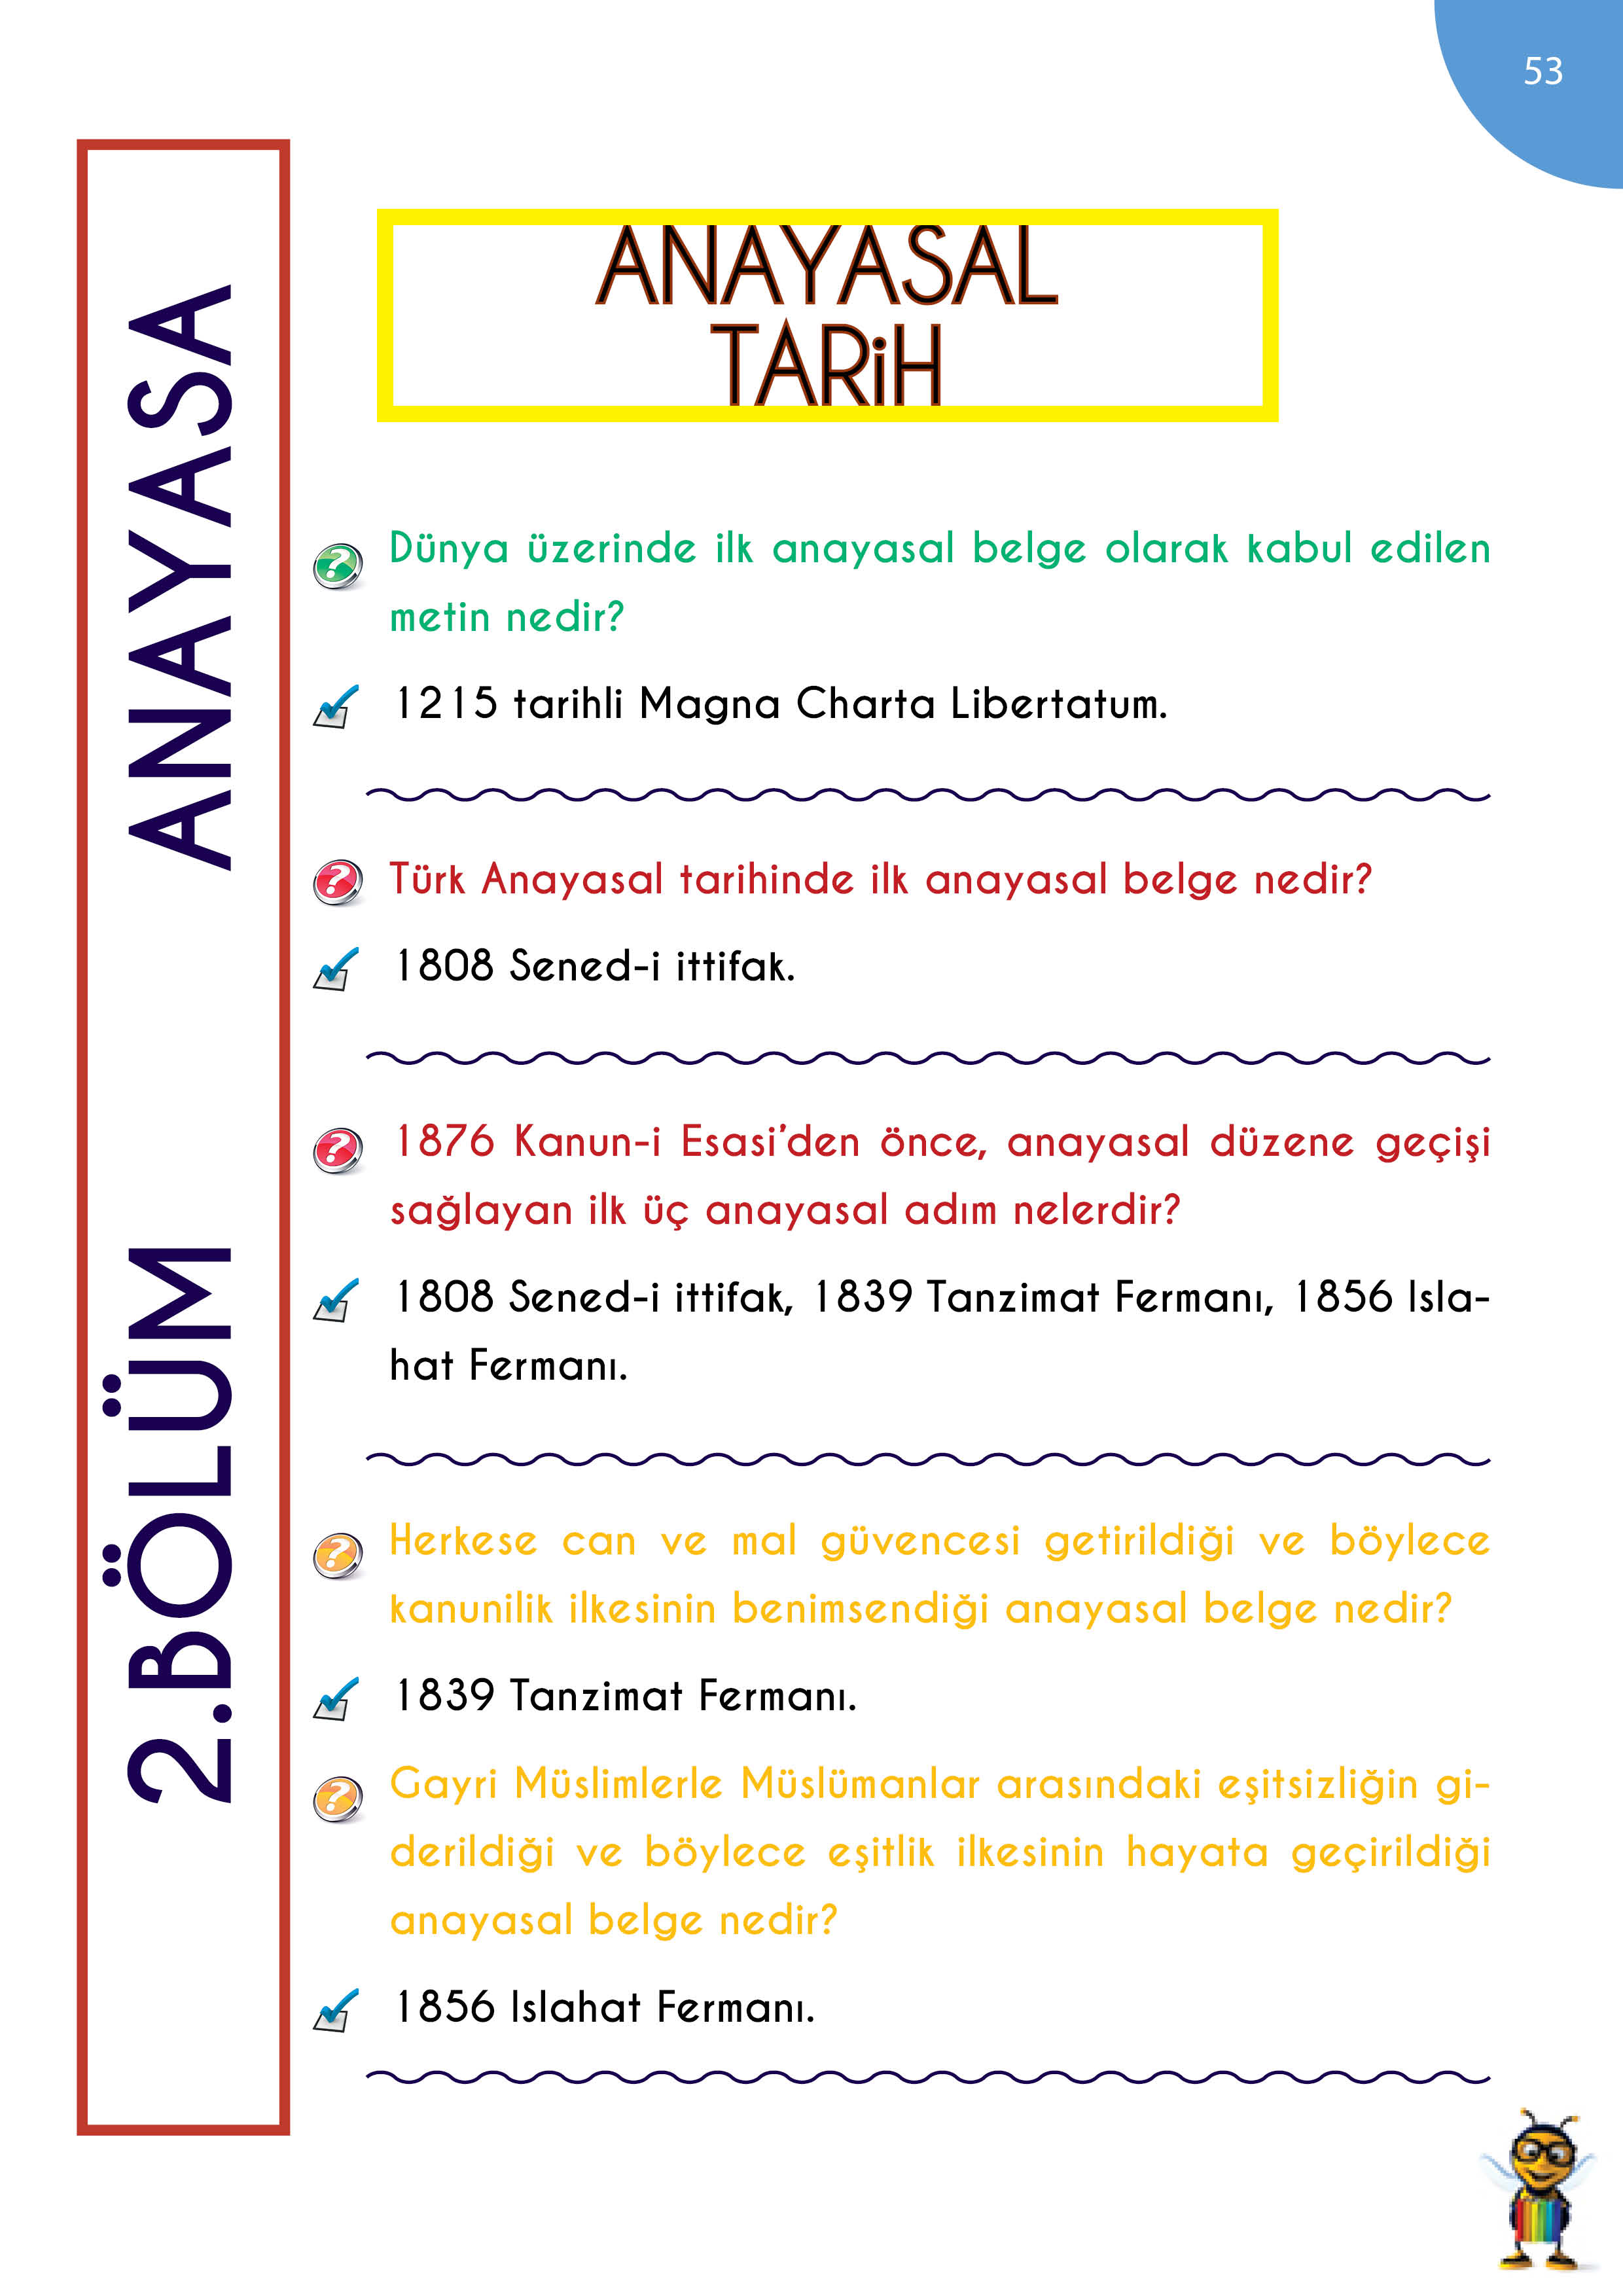 53
ANAYASAL
TARiH
2.BÖLÜM ANAYASA
Dünya üzerinde ilk anayasal belge olarak kabul edilen
metin nedir?
1215 tarihli Magna Charta Libertatum.
Türk Anayasal tarihinde ilk anayasal belge nedir?
1808 Sened-i ittifak.
1876 Kanun-i Esasi’den önce, anayasal düzene geçişi
sağlayan ilk üç anayasal adım nelerdir?
1808 Sened-i ittifak, 1839 Tanzimat Fermanı, 1856 Isla-
hat Fermanı.
Herkese can ve mal güvencesi getirildiği ve böylece
kanunilik ilkesinin benimsendiği anayasal belge nedir?
1839 Tanzimat Fermanı.
Gayri Müslimlerle Müslümanlar arasındaki eşitsizliğin gi-
derildiği ve böylece eşitlik ilkesinin hayata geçirildiği
anayasal belge nedir?
1856 Islahat Fermanı.